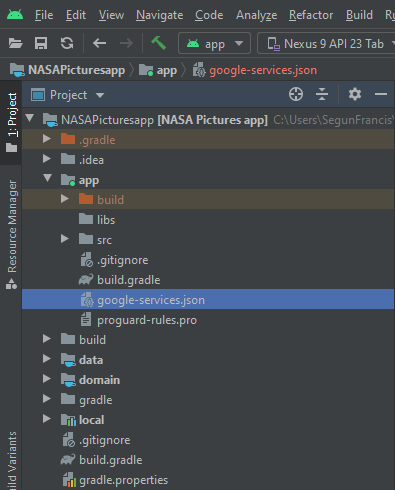 File Edit View Navigate Code Analyze Refactor Build
app Nexus 9 API 23 Tab
NASAPicturesapp app google-services.json
Project
NASAPicturesapp [NASA Pictures app] C:\Users\SegunFrancis
.gradle
.idea
app
build
libs
src
.gitignore
build.gradle
google-services.json
proguard-rules.pro
build
data
domain
gradle
local
.gitignore
build.gradle
gradle.properties
1: Project
Resource Manager
ild Variants